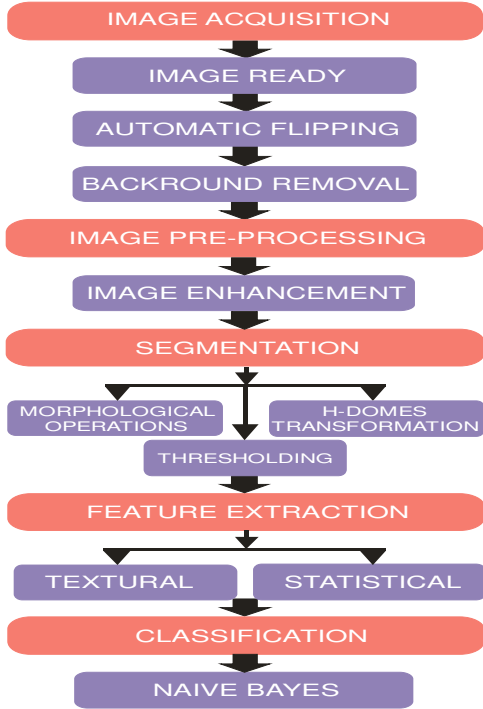 IMAGE ACQUISITION
IMAGE READY
AUTOMATIC FLIPPING
BACKROUND REMOVAL
IMAGE PRE-PROCESSING
IMAGE ENHANCEMENT
SEGMENTATION
MORPHOLOGICAL
OPERATIONS
H-DOMES
TRANSFORMATION
THRESHOLDING
FEATURE EXTRACTION
TEXTURAL
STATISTICAL
CLASSIFICATION
NAIVE BAYES